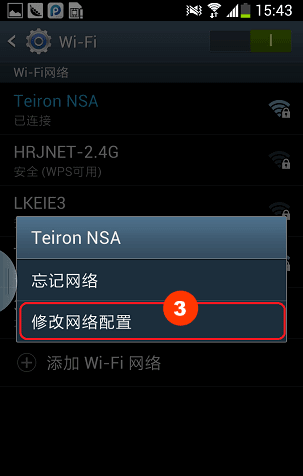 15:43
Wi-Fi
Wi-Fi网络
Teiron NSA
已连接
HRJNET-2.4G
安全 (WPS可用)
LKEIE3
Teiron NSA
忘记网络
3
修改网络配置
添加 Wi-Fi 网络